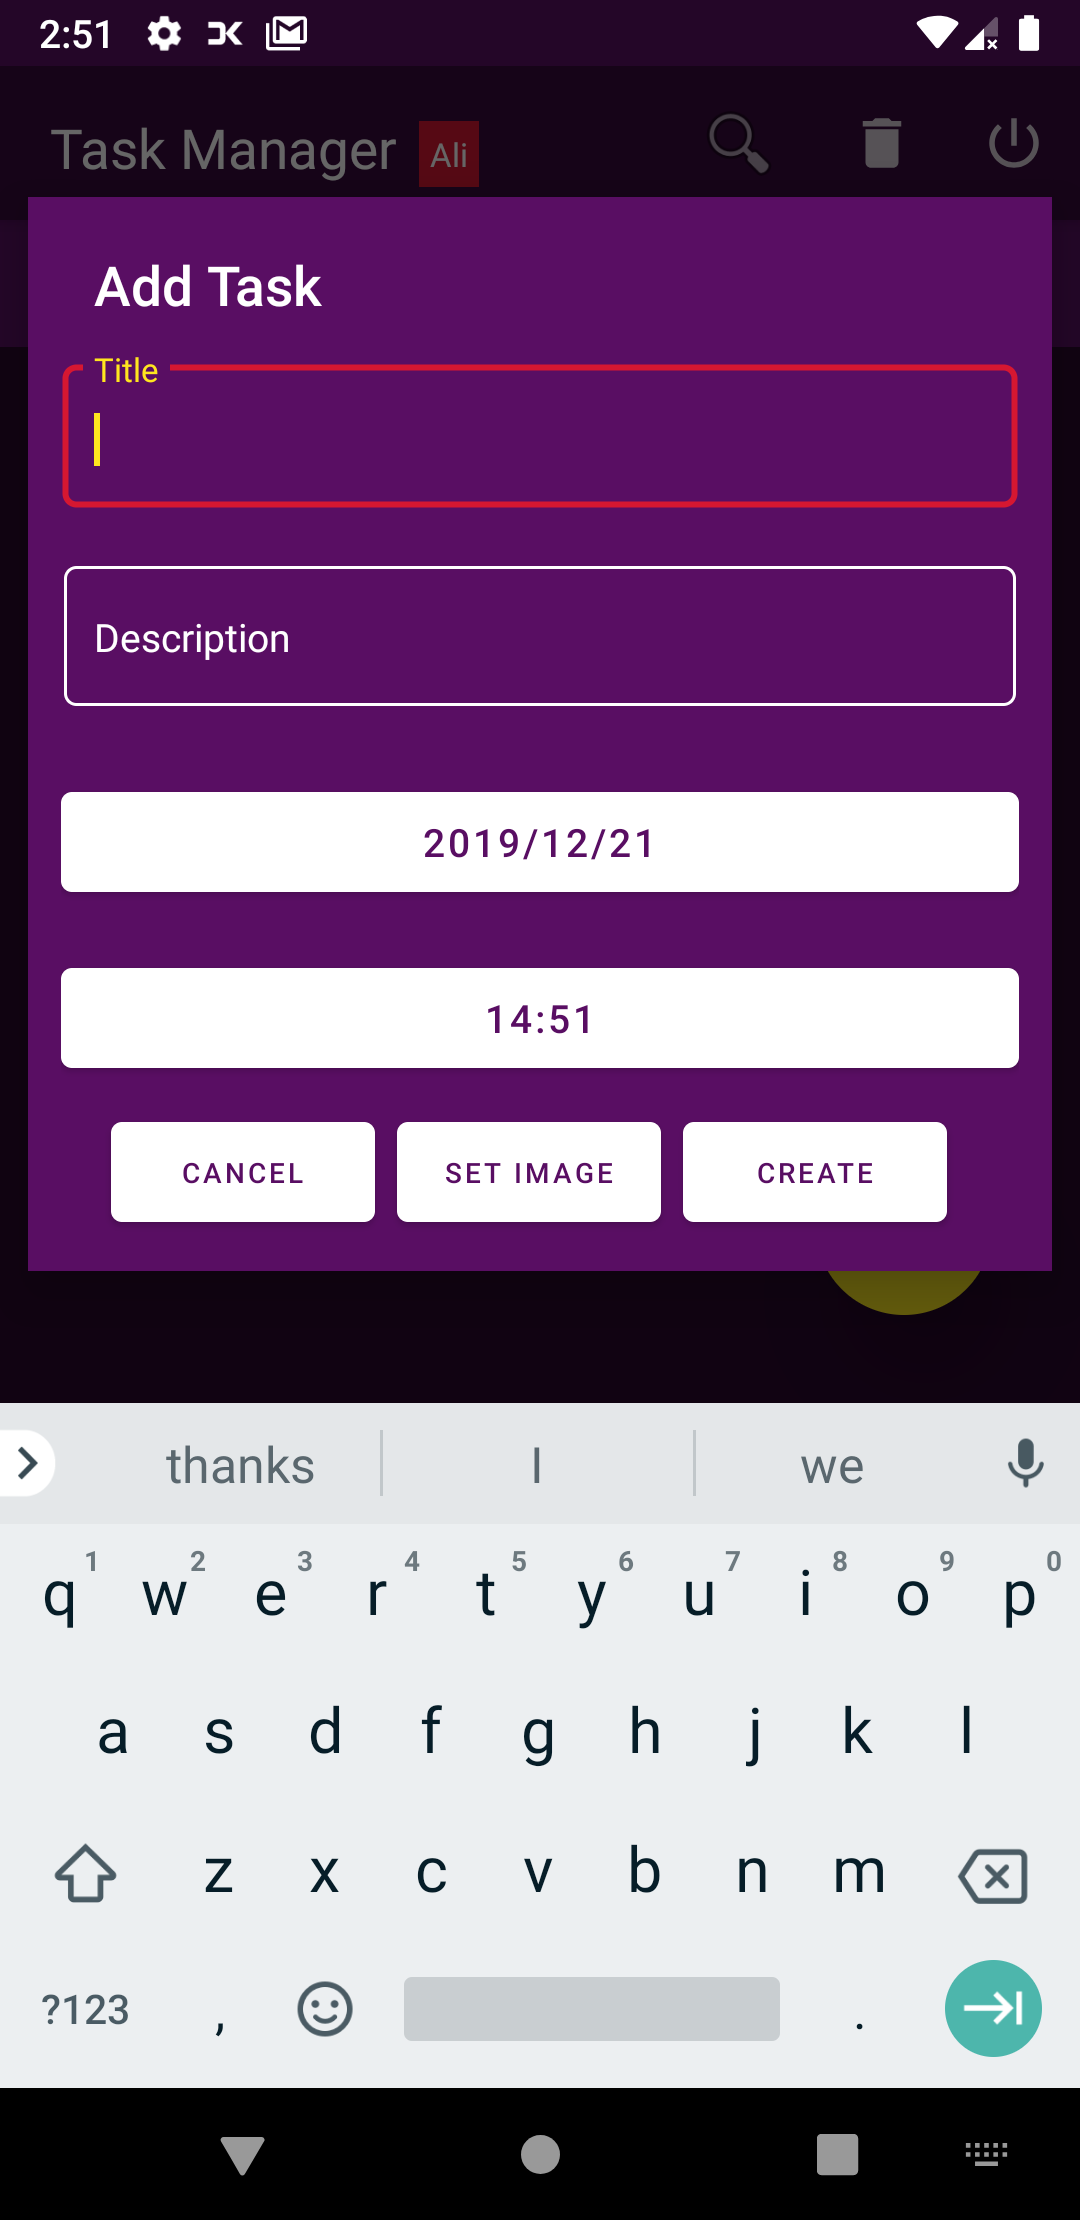 2:51
Task Manager Ali
Add Task
Title
Description
2019/12/21
14:51
CANCEL SET IMAGE CREATE
thanks I we
q 1 w 2 e 3 r 4 t 5 y 6 u 7 i 8 o 9 p 0
a s d f g h j k l
z x c v b n m
?123 , .